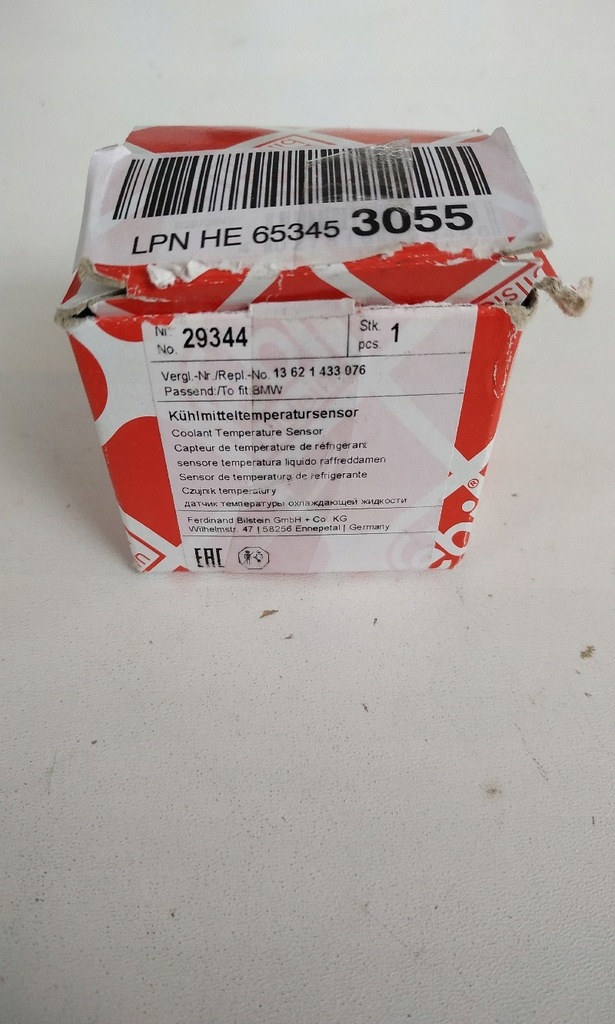 LPN HE 65345 3055
Nr.
No. 29344
Stk.
pcs. 1
Vergl.-Nr./Repl.-No. 13 62 1 433 076
Passend:/To fit:BMW
Kühlmitteltemperatursensor
Coolant Temperature Sensor
Capteur de température de réfrigerant
sensore temperatura liquido raffreddamen
Sensor de temperatura de refrigerante
Czujnik temperatury
датчик температуры охлаждающей жидкости
Ferdinand Bilstein GmbH + Co. KG
Wilhelmstr. 47 | 58256 Ennepetal | Germany
EAC